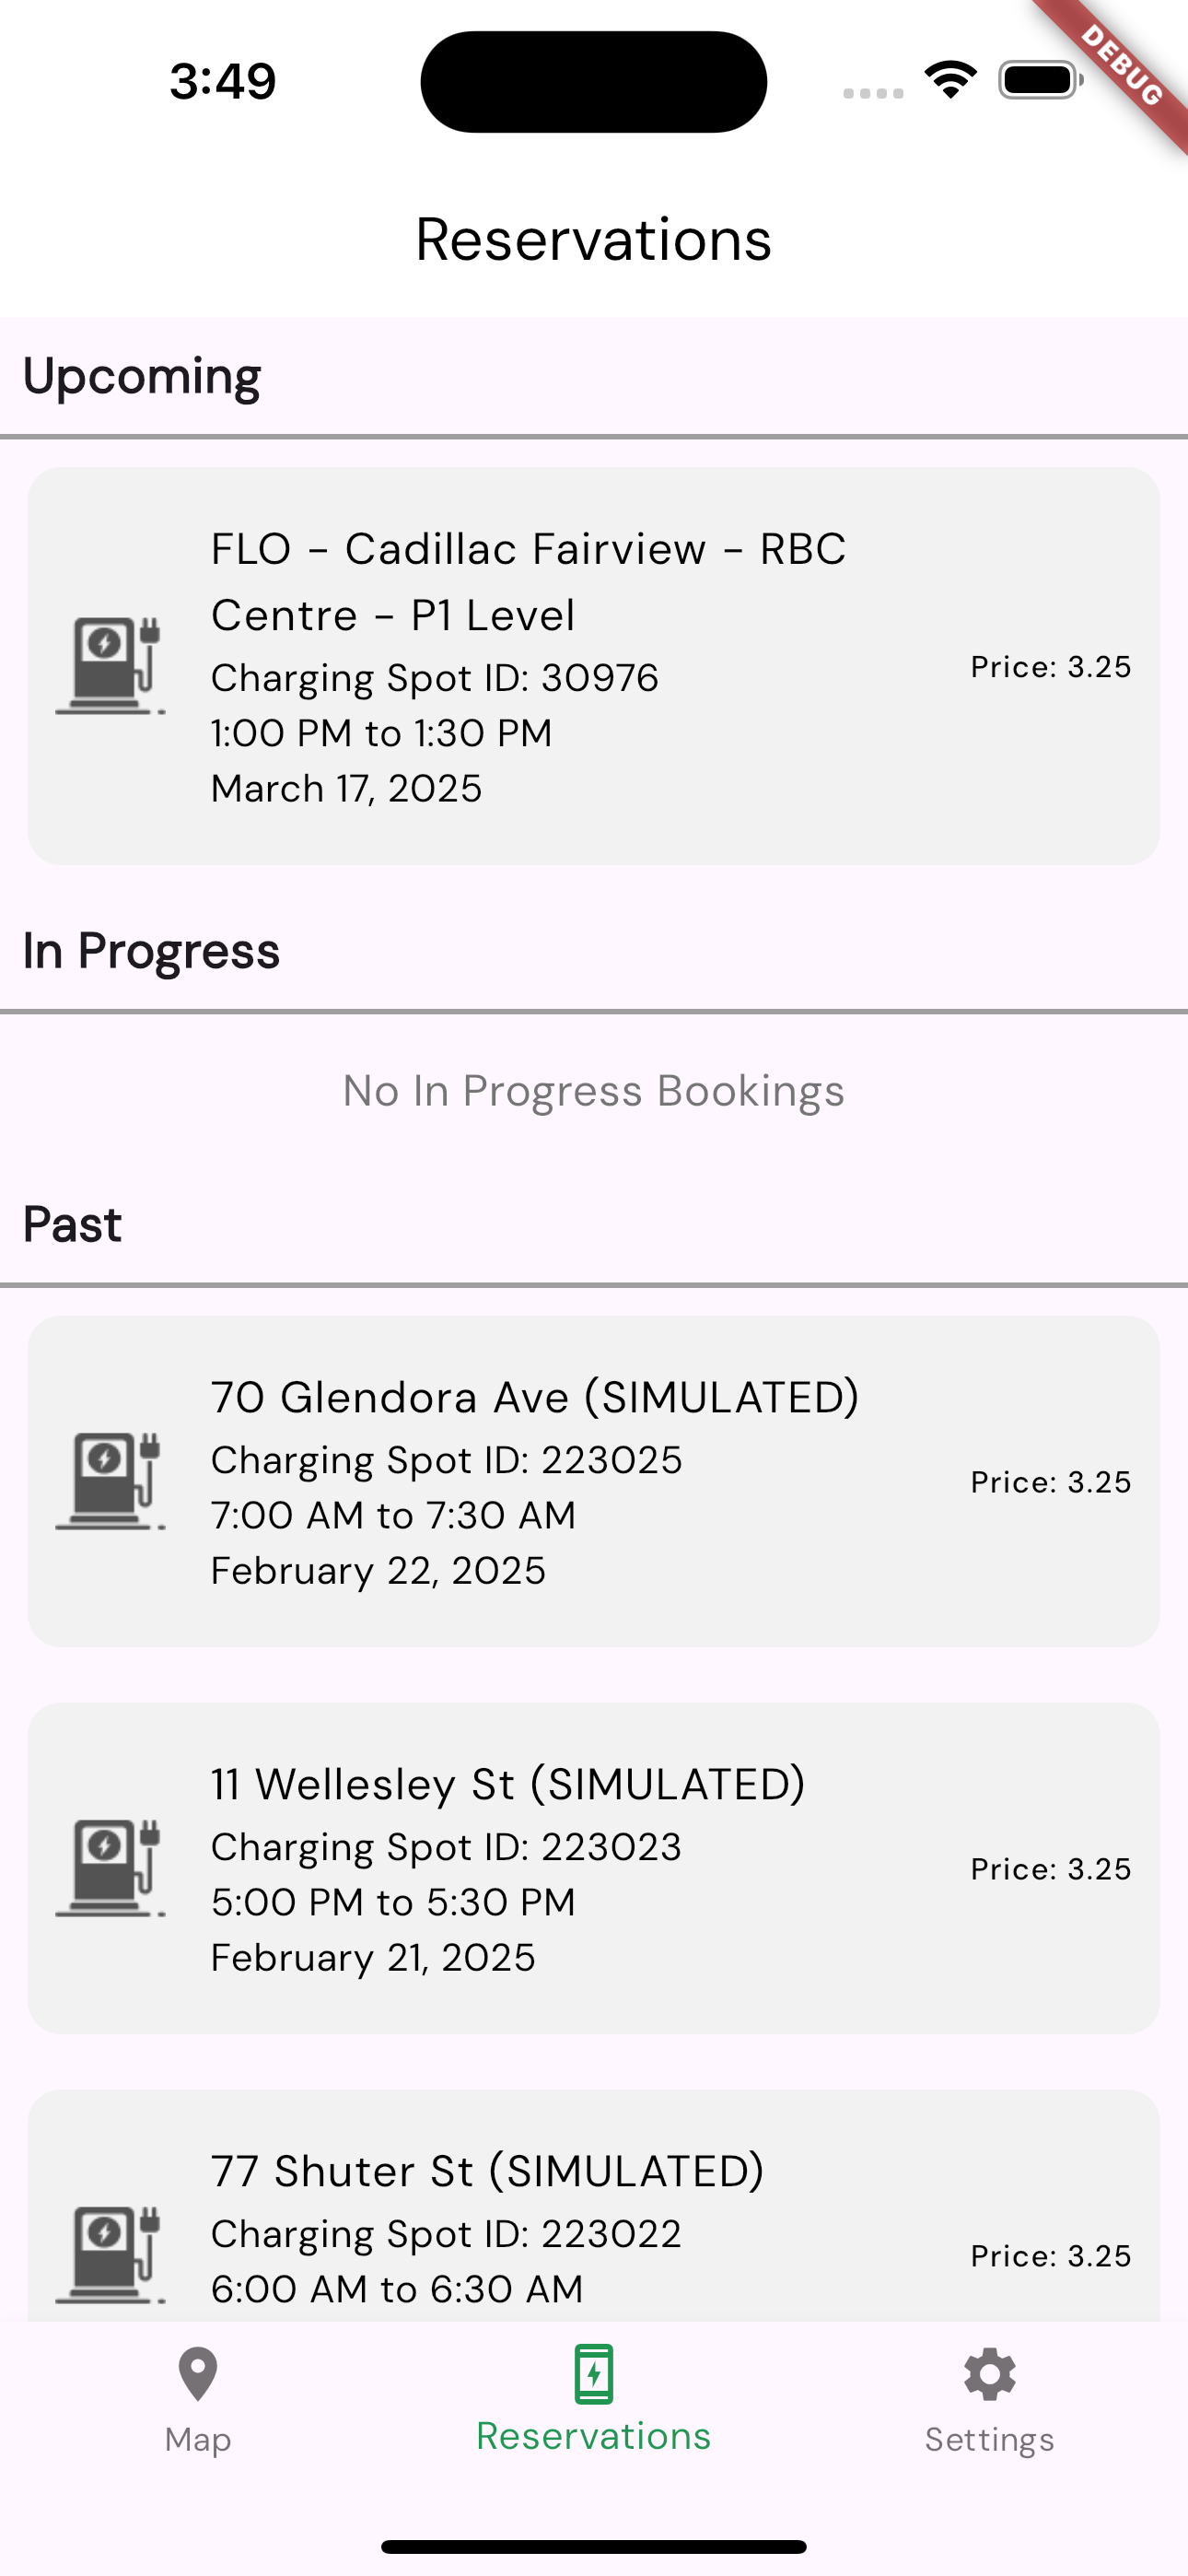 3:49
DEBUG
Reservations
Upcoming
FLO - Cadillac Fairview - RBC
Centre - P1 Level
Charging Spot ID: 30976
1:00 PM to 1:30 PM
March 17, 2025
Price: 3.25
In Progress
No In Progress Bookings
Past
70 Glendora Ave (SIMULATED)
Charging Spot ID: 223025
7:00 AM to 7:30 AM
February 22, 2025
Price: 3.25
11 Wellesley St (SIMULATED)
Charging Spot ID: 223023
5:00 PM to 5:30 PM
February 21, 2025
Price: 3.25
77 Shuter St (SIMULATED)
Charging Spot ID: 223022
6:00 AM to 6:30 AM
Price: 3.25
Map
Reservations
Settings